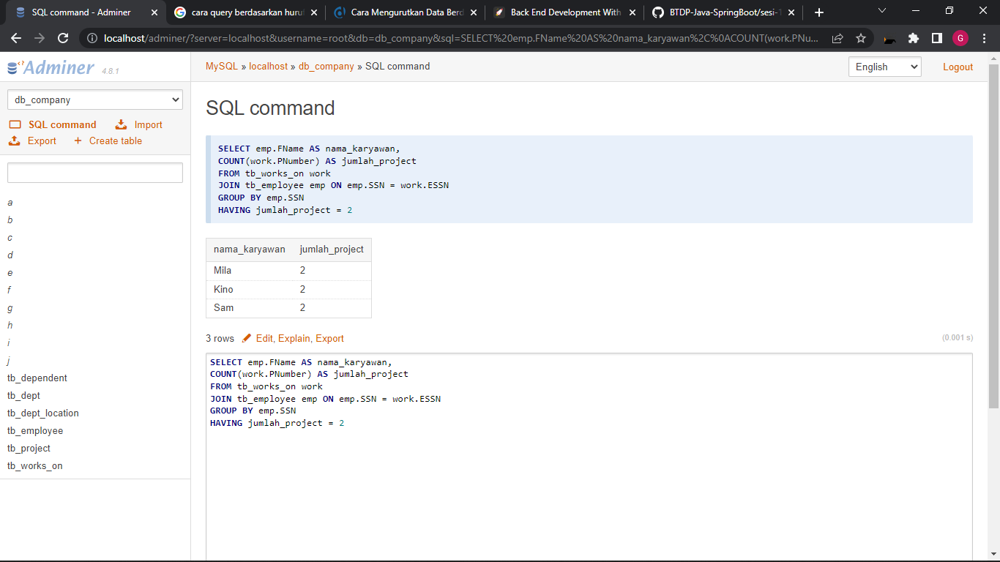 SQL command - Adminer
cara query berdasarkan huruf
Cara Mengurutkan Data Berd
Back End Development With
BTDP-Java-SpringBoot/sesi-1
localhost/adminer/?server=localhost&username=root&db=db_company&sql=SELECT%20emp.FName%20AS%20nama_karyawan%2C%0ACOUNT(work.PNu...
G
Adminer 4.8.1
MySQL » localhost » db_company » SQL command
English
Logout
db_company
SQL command
Import
Export
+ Create table
a
b
c
d
e
f
g
h
i
j
tb_dependent
tb_dept
tb_dept_location
tb_employee
tb_project
tb_works_on
SQL command
SELECT emp.FName AS nama_karyawan,
COUNT(work.PNumber) AS jumlah_project
FROM tb_works_on work
JOIN tb_employee emp ON emp.SSN = work.ESSN
GROUP BY emp.SSN
HAVING jumlah_project = 2
nama_karyawan jumlah_project
Mila 2
Kino 2
Sam 2
3 rows Edit, Explain, Export (0.001 s)
SELECT emp.FName AS nama_karyawan,
COUNT(work.PNumber) AS jumlah_project
FROM tb_works_on work
JOIN tb_employee emp ON emp.SSN = work.ESSN
GROUP BY emp.SSN
HAVING jumlah_project = 2